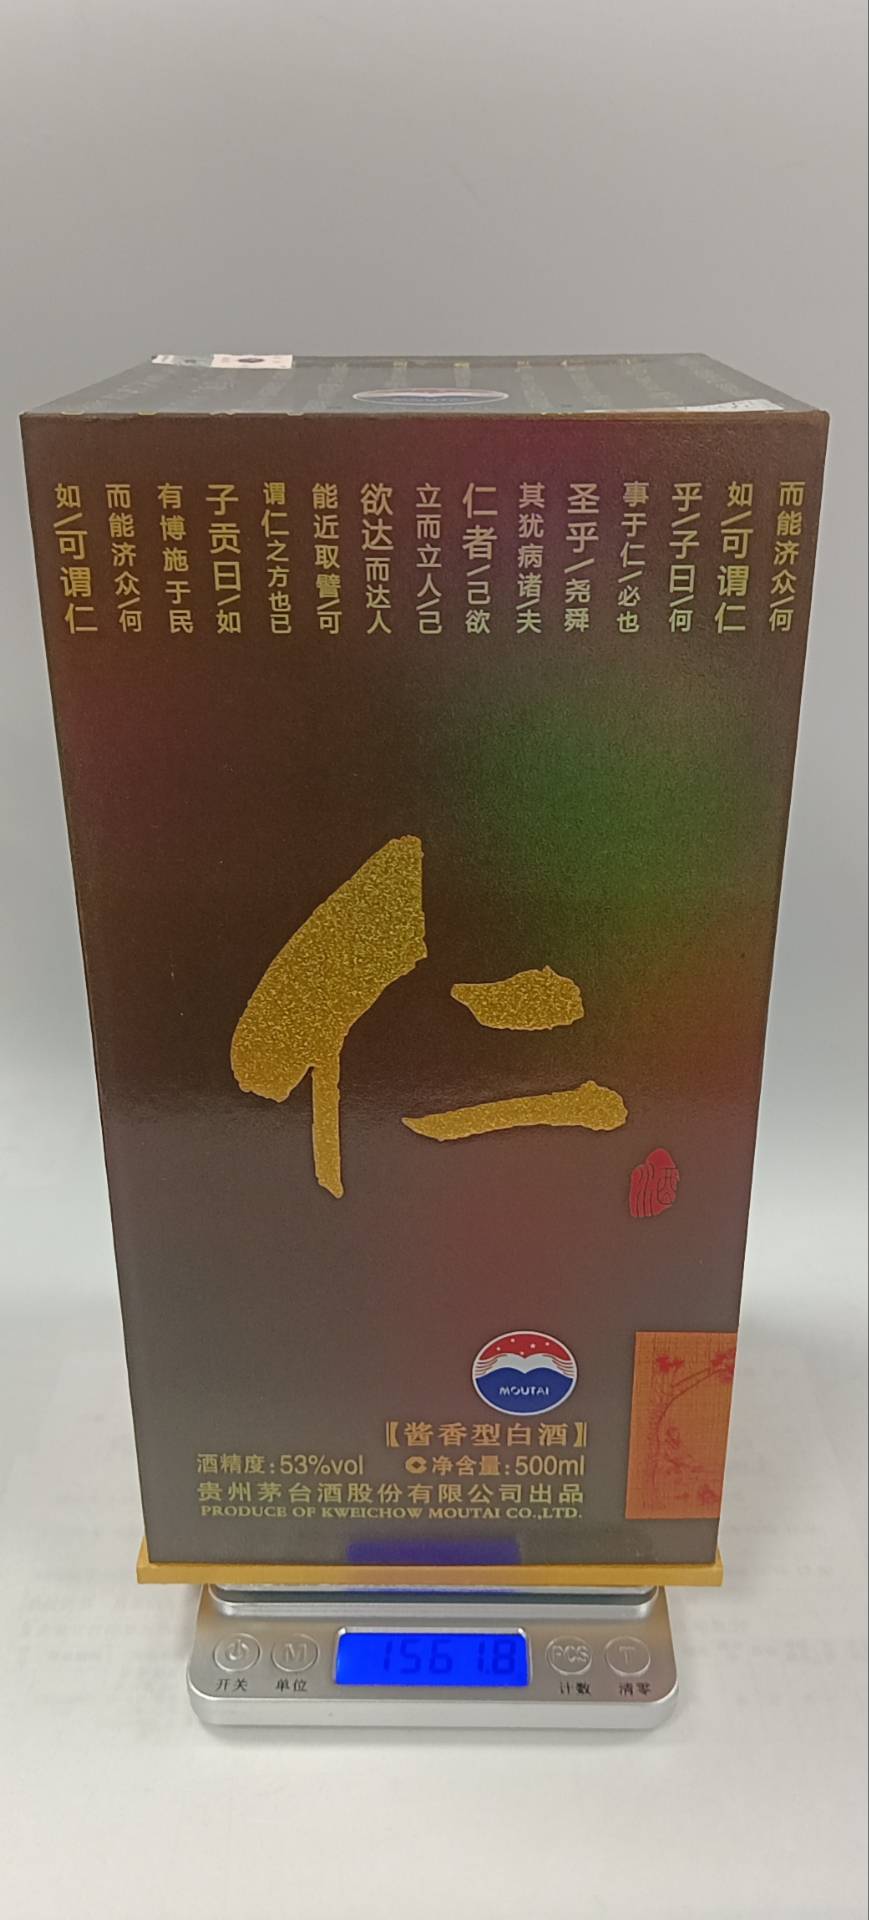 MOUTAI
如/可谓仁
而能济众/何
有博施于民
子贡曰/如
谓仁之方也已
能近取譬/可
欲达而达人
立而立人/己
仁者/己欲
其犹病诸/夫
圣乎/尧舜
事于仁/必也
乎/子曰/何
如/可谓仁
而能济众/何
仁
酒
MOUTAI
【酱香型白酒】
酒精度:53%vol 净含量:500ml
贵州茅台酒股份有限公司出品
PRODUCE OF KWEICHOW MOUTAI CO.,LTD.
M 1561.8 PCS T
开关 单位 计数 清零